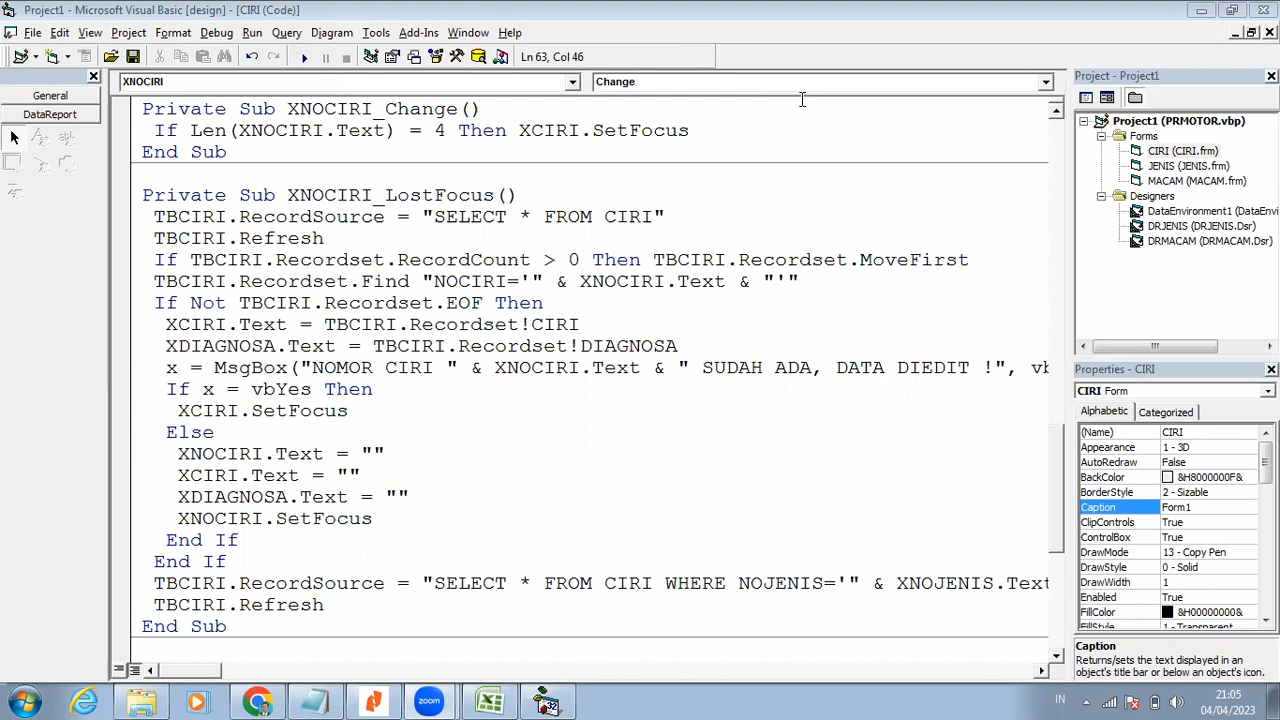 Project1 - Microsoft Visual Basic [design] - [CIRI (Code)]
File Edit View Project Format Debug Run Query Diagram Tools Add-Ins Window Help
Ln 63, Col 46
XNOCIRI
Change
General
DataReport
Private Sub XNOCIRI_Change()
If Len(XNOCIRI.Text) = 4 Then XCIRI.SetFocus
End Sub
Private Sub XNOCIRI_LostFocus()
TBCIRI.RecordSource = "SELECT * FROM CIRI"
TBCIRI.Refresh
If TBCIRI.Recordset.RecordCount > 0 Then TBCIRI.Recordset.MoveFirst
TBCIRI.Recordset.Find "NOCIRI='" & XNOCIRI.Text & "'"
If Not TBCIRI.Recordset.EOF Then
XCIRI.Text = TBCIRI.Recordset!CIRI
XDIAGNOSA.Text = TBCIRI.Recordset!DIAGNOSA
x = MsgBox("NOMOR CIRI " & XNOCIRI.Text & " SUDAH ADA, DATA DIEDIT !", vb
If x = vbYes Then
XCIRI.SetFocus
Else
XNOCIRI.Text = ""
XCIRI.Text = ""
XDIAGNOSA.Text = ""
XNOCIRI.SetFocus
End If
End If
TBCIRI.RecordSource = "SELECT * FROM CIRI WHERE NOJENIS='" & XNOJENIS.Text
TBCIRI.Refresh
End Sub
Project - Project1
Project1 (PRMOTOR.vbp)
Forms
CIRI (CIRI.frm)
JENIS (JENIS.frm)
MACAM (MACAM.frm)
Designers
DataEnvironment1 (DataEnvi
DRJENIS (DRJENIS.Dsr)
DRMACAM (DRMACAM.Dsr)
Properties - CIRI
CIRI Form
Alphabetic Categorized
(Name) CIRI
Appearance 1 - 3D
AutoRedraw False
BackColor &H8000000F&
BorderStyle 2 - Sizable
Caption Form1
ClipControls True
ControlBox True
DrawMode 13 - Copy Pen
DrawStyle 0 - Solid
DrawWidth 1
Enabled True
FillColor &H00000000&
FillStyle 1 - Transparent
Caption
Returns/sets the text displayed in an
object's title bar or below an object's icon.
zoom
32
IN
21:05
04/04/2023